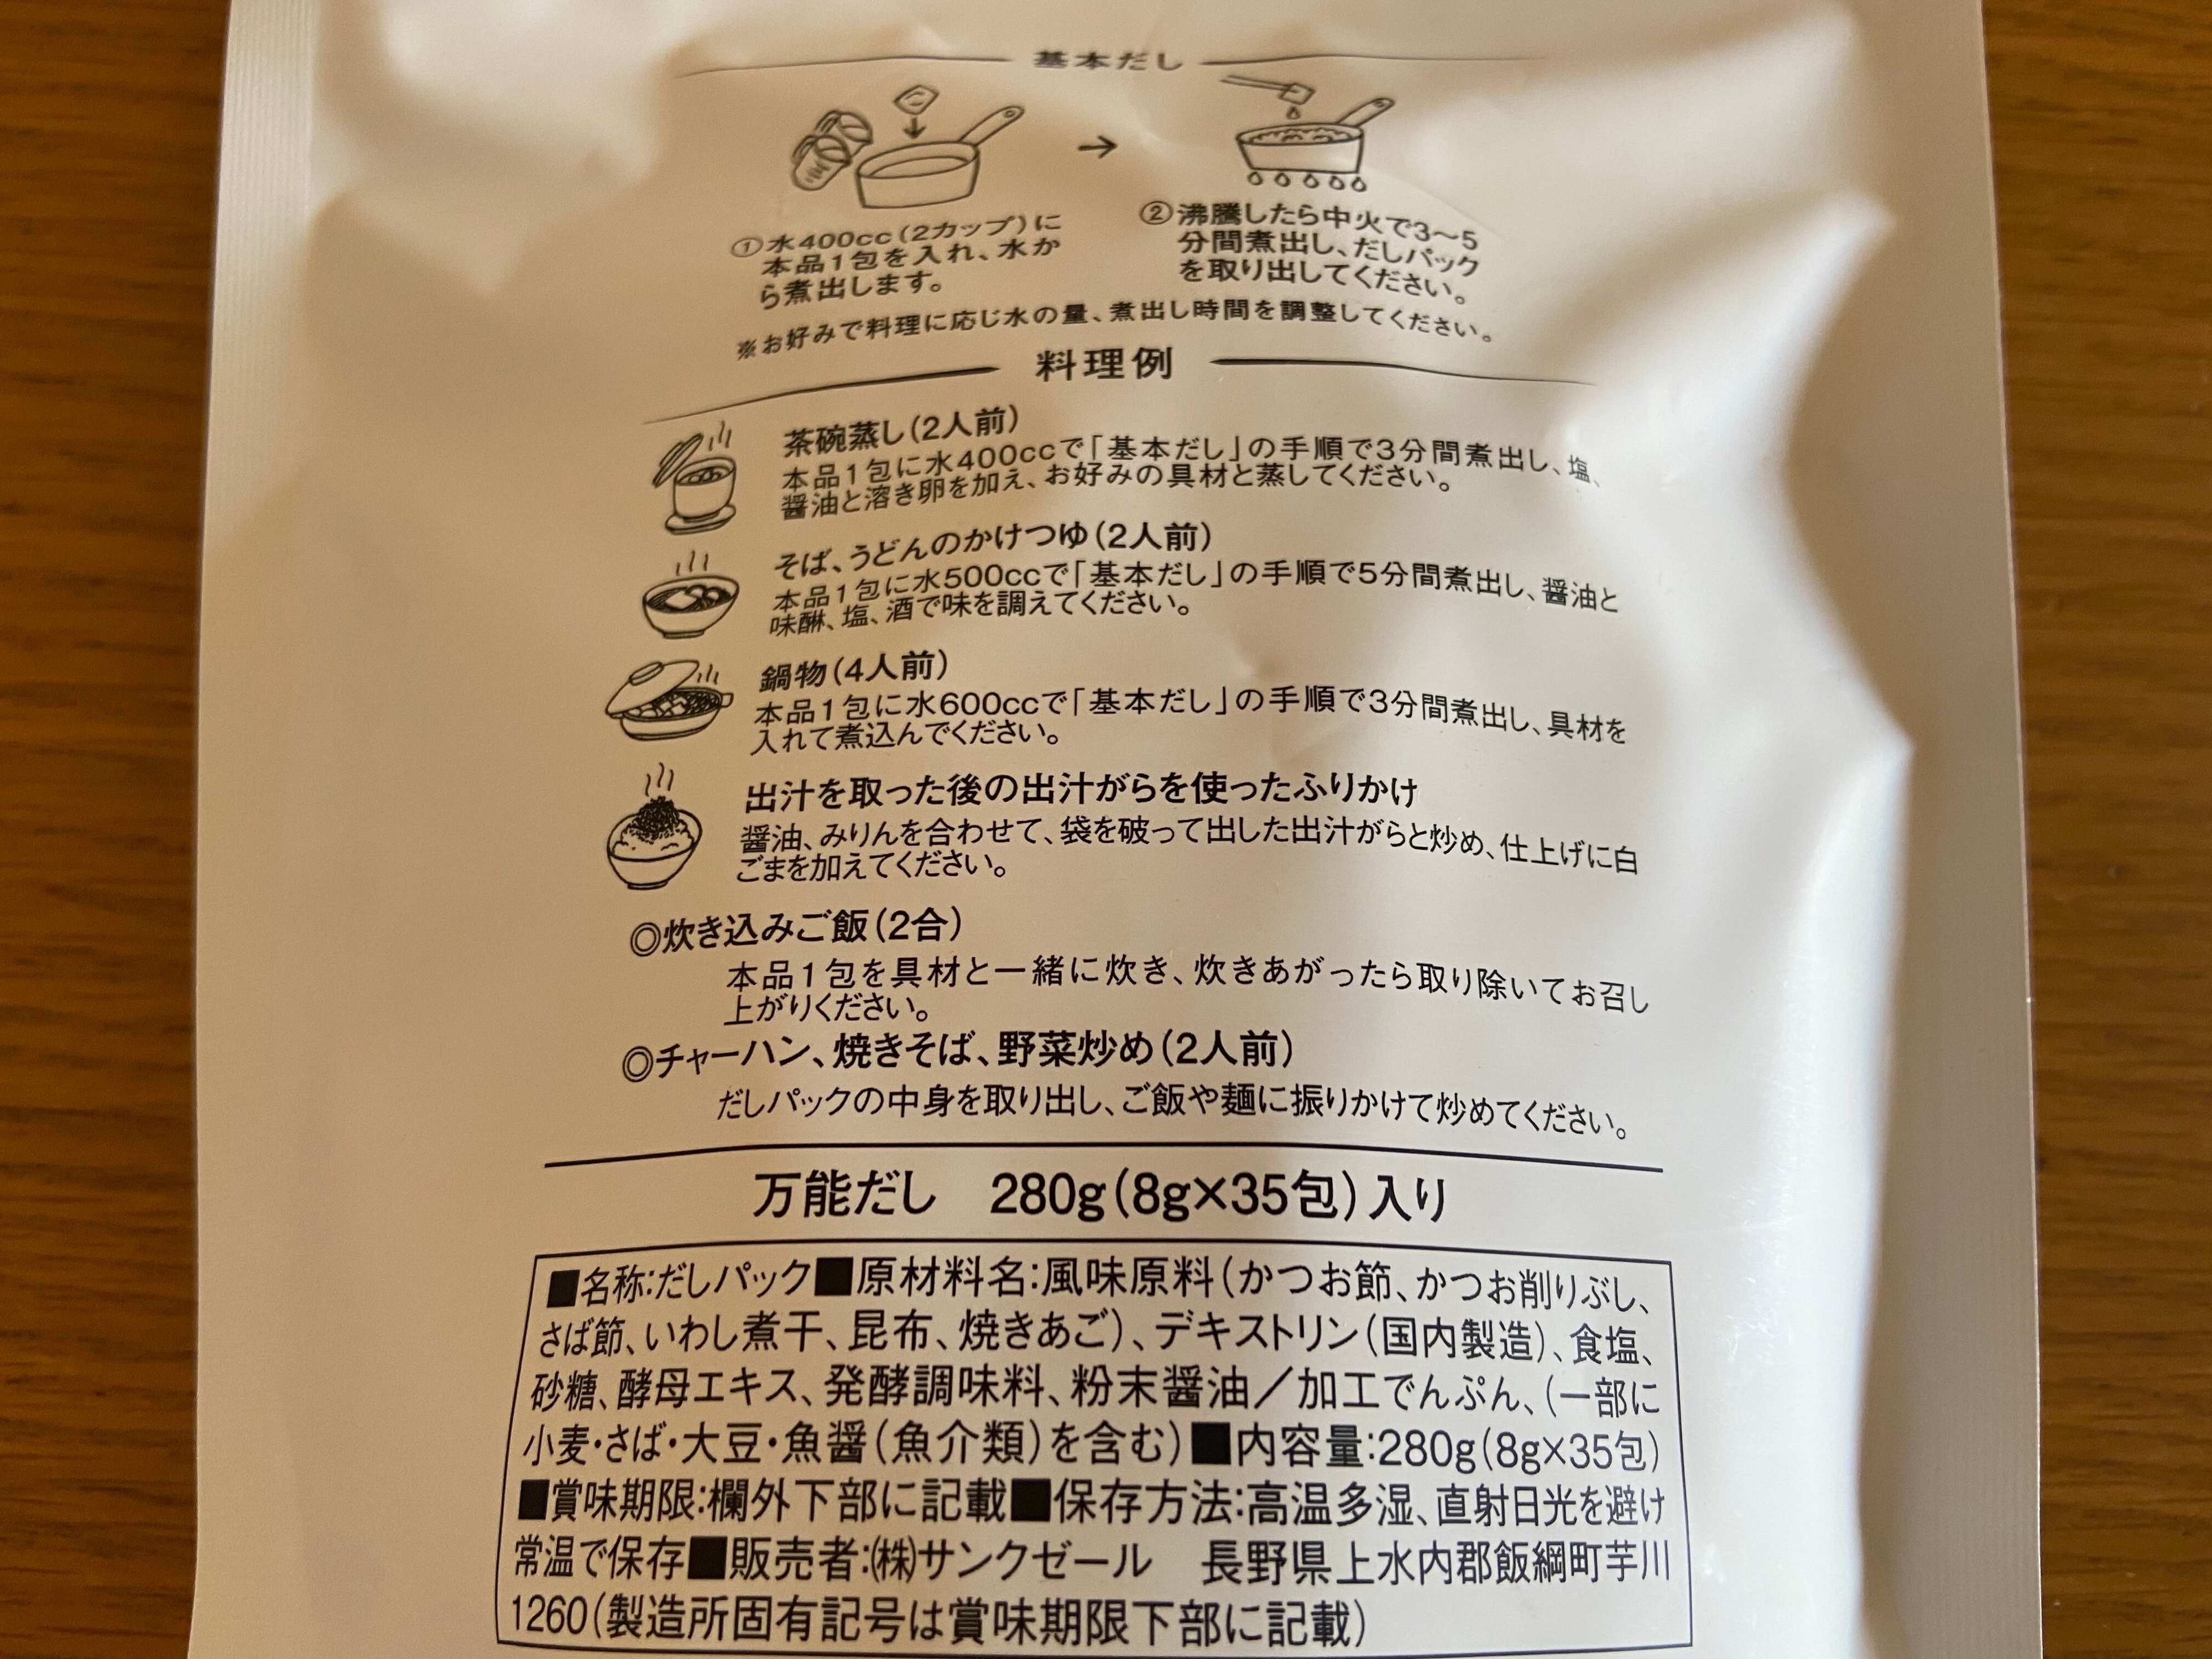 基本だし
①水400cc(2カップ)に
本品1包を入れ、水か
ら煮出します。
②沸騰したら中火で3〜5
分間煮出し、だしパック
を取り出してください。
※お好みで料理に応じ水の量、煮出し時間を調整してください。
料理例
茶碗蒸し(2人前)
本品1包に水400ccで「基本だし」の手順で3分間煮出し、塩、
醤油と溶き卵を加え、お好みの具材と蒸してください。
そば、うどんのかけつゆ(2人前)
本品1包に水500ccで「基本だし」の手順で5分間煮出し、醤油と
味醂、塩、酒で味を調えてください。
鍋物(4人前)
本品1包に水600ccで「基本だし」の手順で3分間煮出し、具材を
入れて煮込んでください。
出汁を取った後の出汁がらを使ったふりかけ
醤油、みりんを合わせて、袋を破って出した出汁がらと炒め、仕上げに白
ごまを加えてください。
◎炊き込みご飯(2合)
本品1包を具材と一緒に炊き、炊きあがったら取り除いてお召し
上がりください。
◎チャーハン、焼きそば、野菜炒め(2人前)
だしパックの中身を取り出し、ご飯や麺に振りかけて炒めてください。
万能だし 280g(8g×35包)入り
■名称:だしパック■原材料名:風味原料(かつお節、かつお削りぶし、
さば節、いわし煮干、昆布、焼きあご)、デキストリン(国内製造)、食塩、
砂糖、酵母エキス、発酵調味料、粉末醤油／加工でんぷん、(一部に
小麦・さば・大豆・魚醤(魚介類)を含む)■内容量:280g(8g×35包)
■賞味期限:欄外下部に記載■保存方法:高温多湿、直射日光を避け
常温で保存■販売者:㈱サンクゼール 長野県上水内郡飯綱町芋川
1260(製造所固有記号は賞味期限下部に記載)